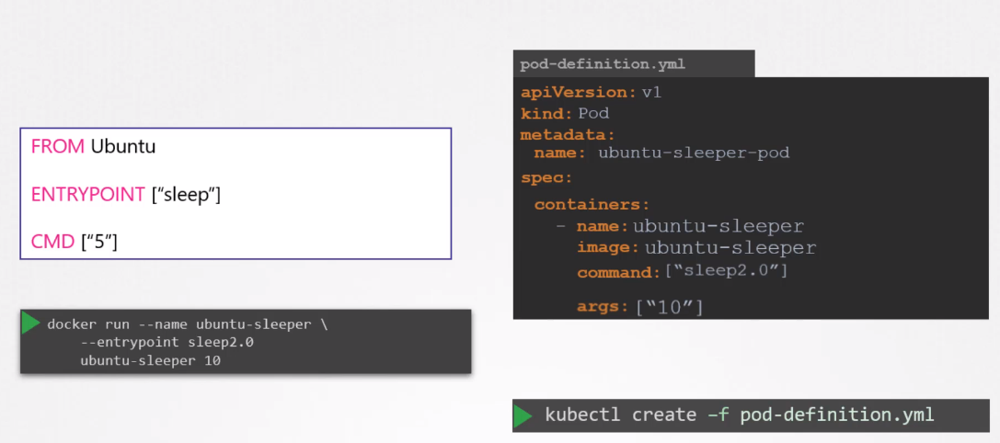 FROM Ubuntu
ENTRYPOINT [“sleep”]
CMD [“5”]
docker run --name ubuntu-sleeper \
--entrypoint sleep2.0
ubuntu-sleeper 10
pod-definition.yml
apiVersion: v1
kind: Pod
metadata:
name: ubuntu-sleeper-pod
spec:
containers:
- name: ubuntu-sleeper
image: ubuntu-sleeper
command: [“sleep2.0”]
args: [“10”]
kubectl create –f pod-definition.yml